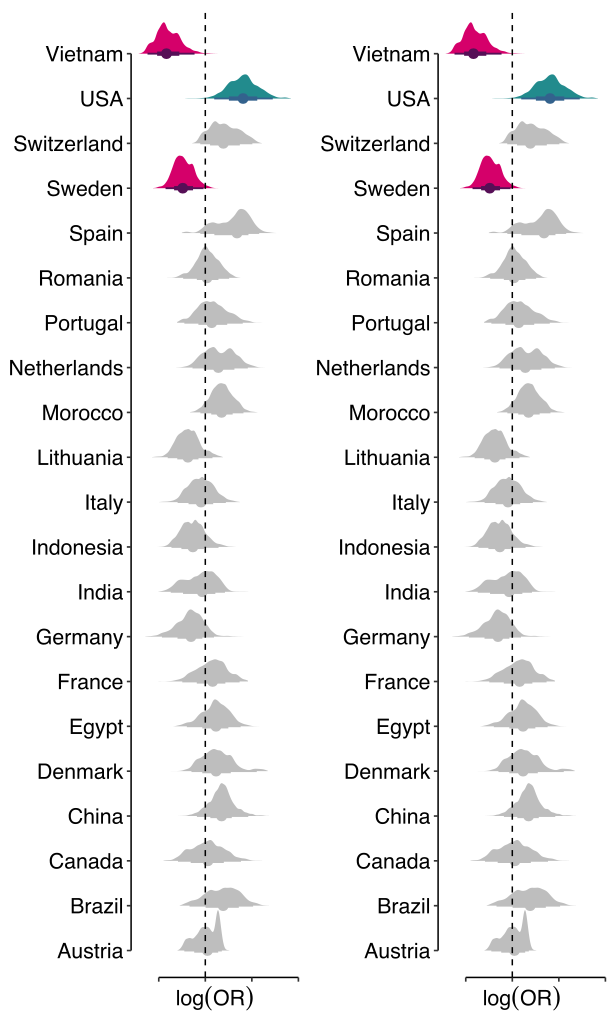 Vietnam Vietnam
USA USA
Switzerland Switzerland
Sweden Sweden
Spain Spain
Romania Romania
Portugal Portugal
Netherlands Netherlands
Morocco Morocco
Lithuania Lithuania
Italy Italy
Indonesia Indonesia
India India
Germany Germany
France France
Egypt Egypt
Denmark Denmark
China China
Canada Canada
Brazil Brazil
Austria Austria
log(OR) log(OR)